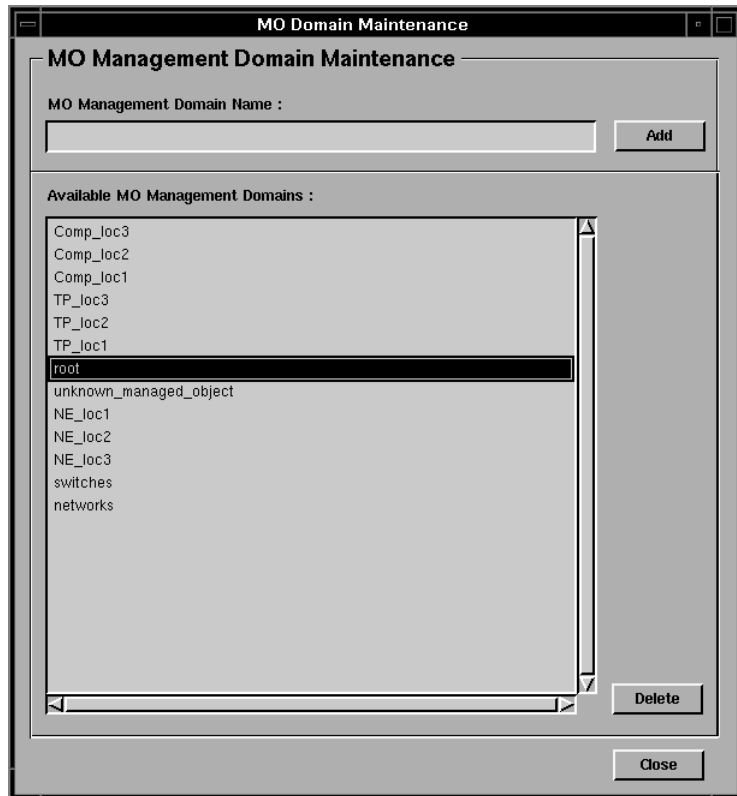 MO Domain Maintenance
MO Management Domain Maintenance
MO Management Domain Name :
Add
Available MO Management Domains :
Comp_loc3
Comp_loc2
Comp_loc1
TP_loc3
TP_loc2
TP_loc1
root
unknown_managed_object
NE_loc1
NE_loc2
NE_loc3
switches
networks
Delete
Close